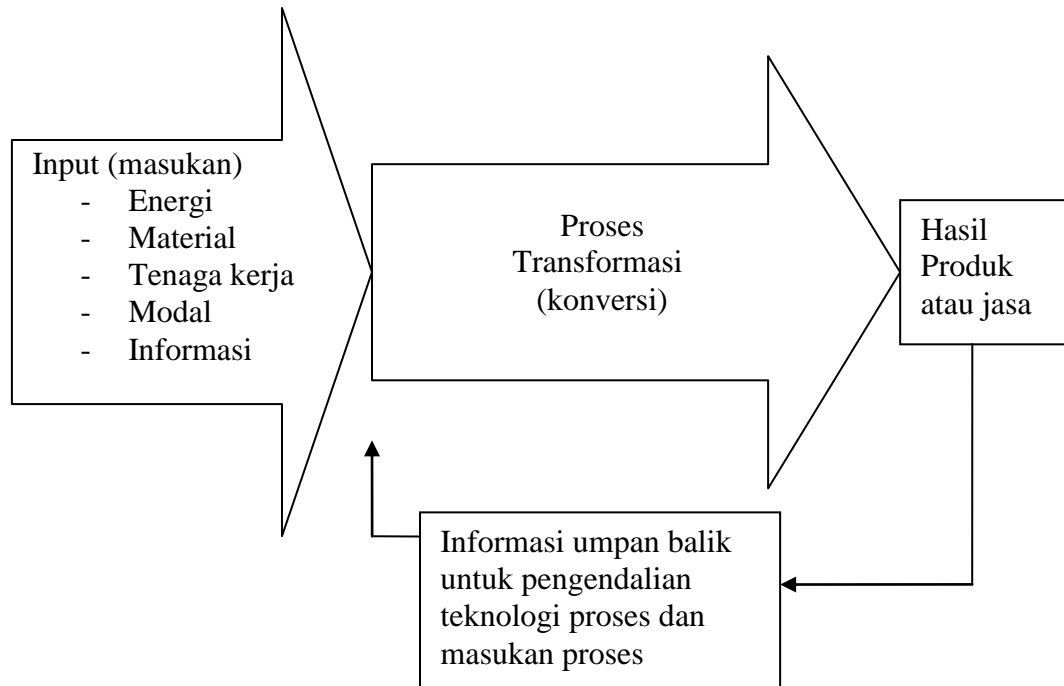 Input (masukan)
- Energi
- Material
- Tenaga kerja
- Modal
- Informasi
Proses
Transformasi
(konversi)
Hasil
Produk
atau jasa
Informasi umpan balik
untuk pengendalian
teknologi proses dan
masukan proses